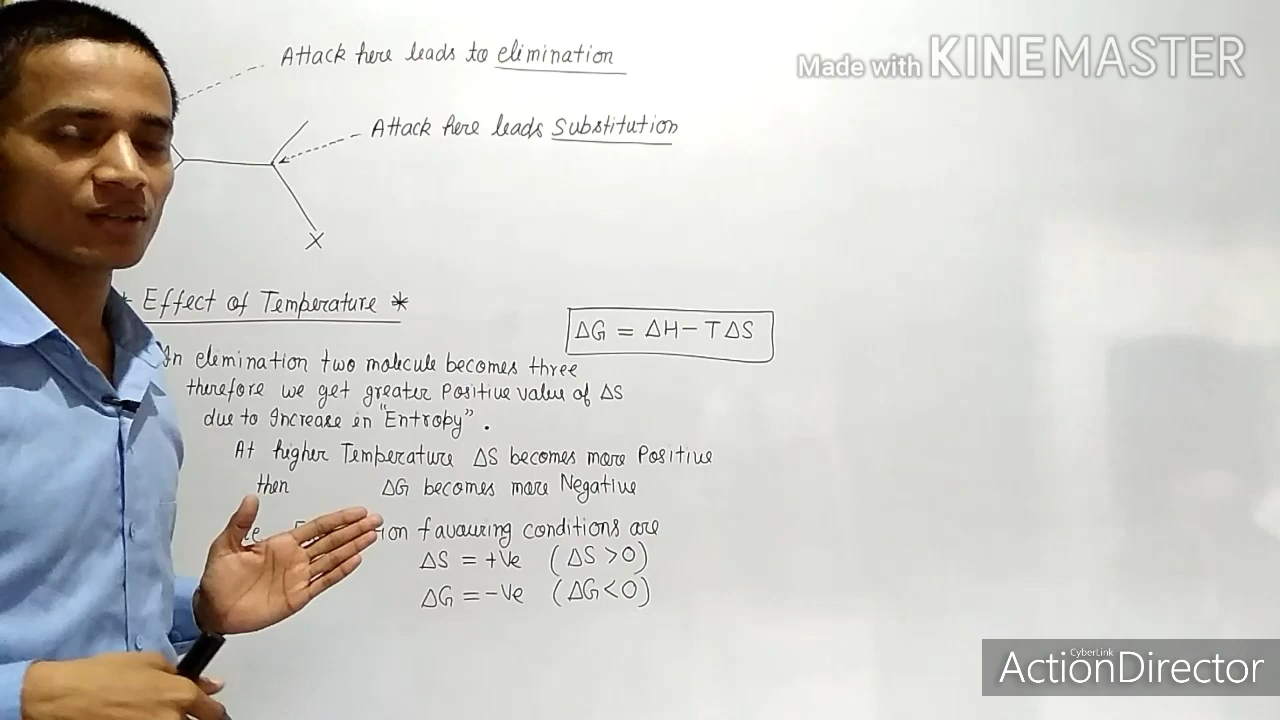 Attack here leads to elimination
Made with KINEMASTER
Attack here leads Substitution
X
* Effect of Temperature *
ΔG = ΔH - TΔS
In elimination two molecule becomes three
therefore we get greater Positive value of ΔS
due to Increase in "Entropy".
At higher Temperature ΔS becomes more Positive
then ΔG becomes more Negative
favouring conditions are
ΔS = +Ve (ΔS > 0)
ΔG = -Ve (ΔG < 0)
CyberLink
ActionDirector